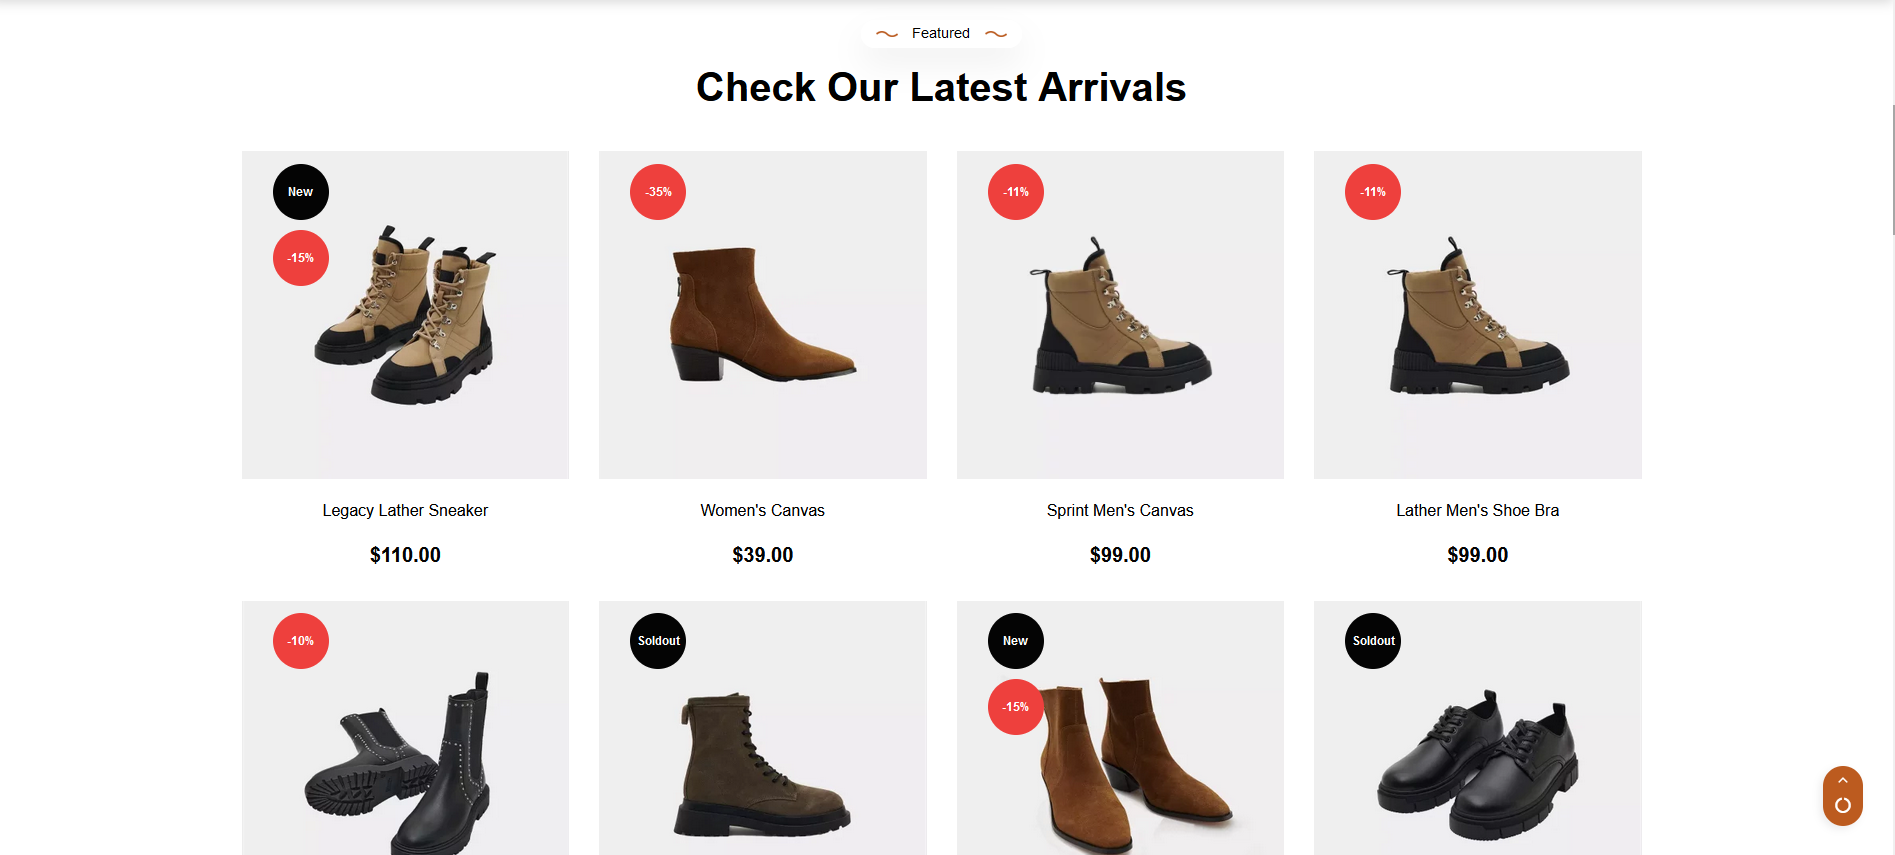 Featured
Check Our Latest Arrivals
New
-15%
-35%
-11%
-11%
Legacy Lather Sneaker
Women's Canvas
Sprint Men's Canvas
Lather Men's Shoe Bra
$110.00
$39.00
$99.00
$99.00
-10%
Soldout
New
-15%
Soldout